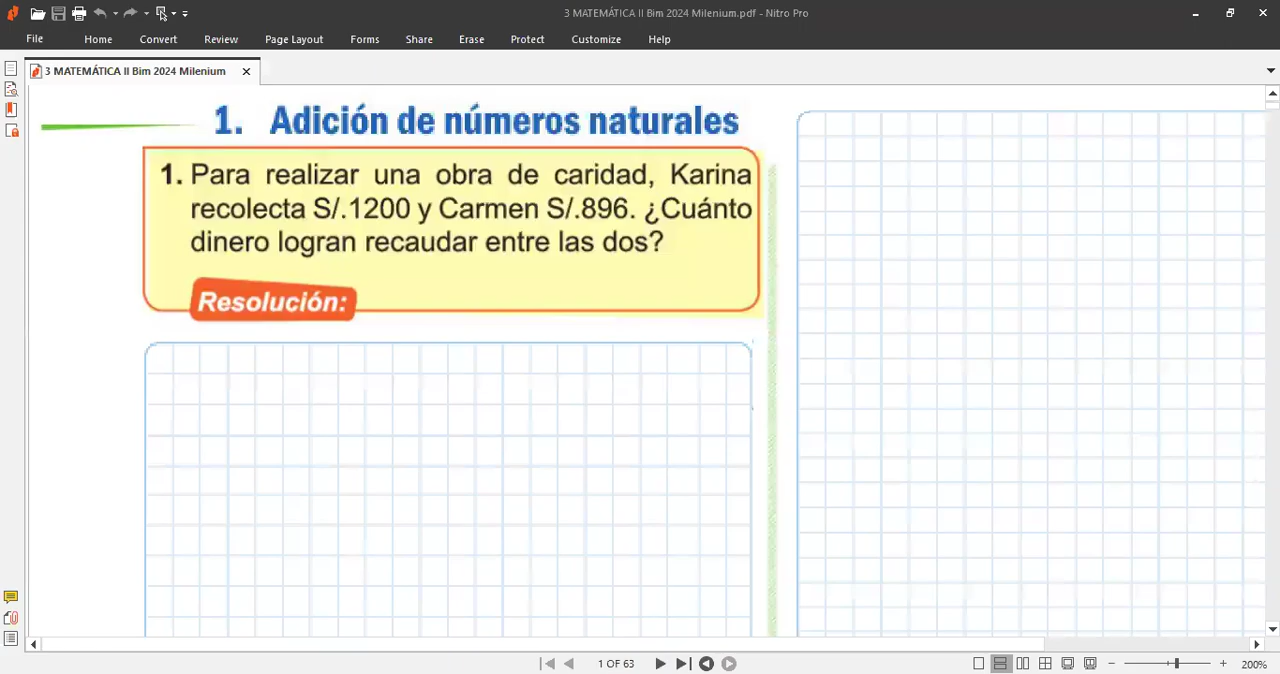 3 MATEMÁTICA II Bim 2024 Milenium.pdf - Nitro Pro
File Home Convert Review Page Layout Forms Share Erase Protect Customize Help
3 MATEMÁTICA II Bim 2024 Milenium
1. Adición de números naturales
1. Para realizar una obra de caridad, Karina
recolecta S/.1200 y Carmen S/.896. ¿Cuánto
dinero logran recaudar entre las dos?
Resolución:
1 OF 63
200%